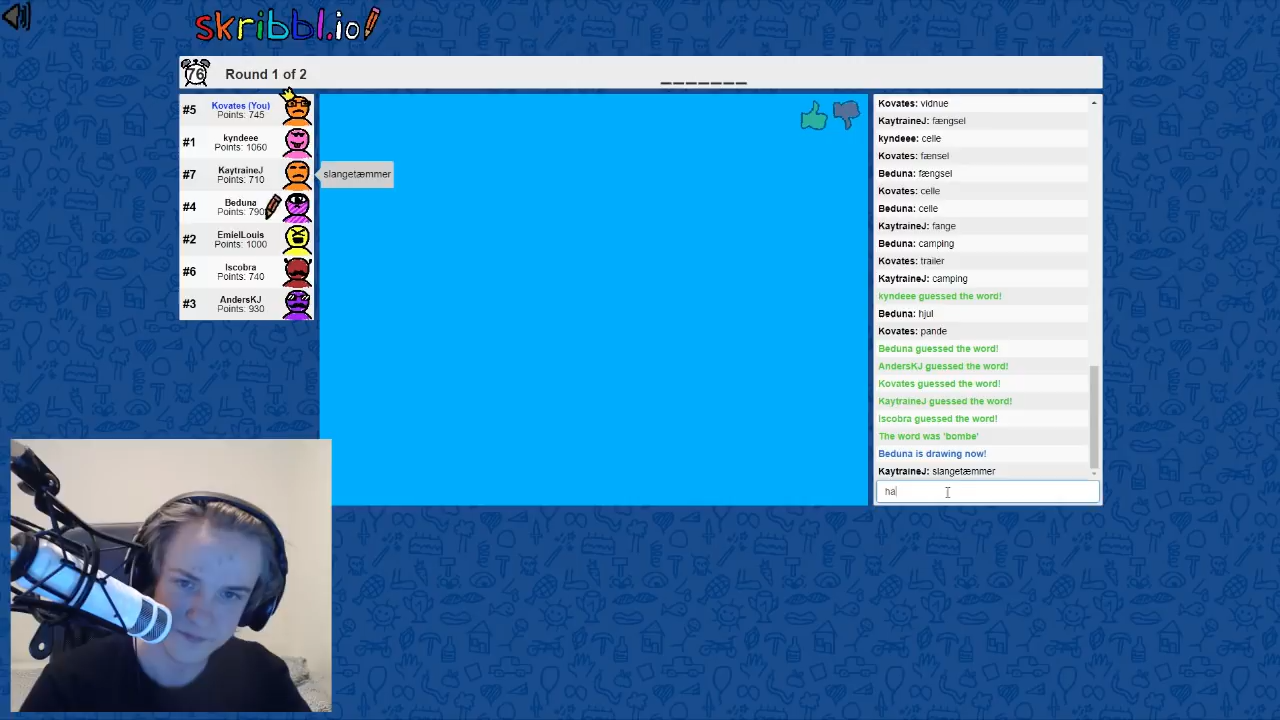 skribbl.io
76
Round 1 of 2
_______
#5
Kovates (You)
Points: 745
#1
kyndeee
Points: 1060
#7
KaytraineJ
Points: 710
slangetæmmer
#4
Beduna
Points: 790
#2
EmielLouis
Points: 1000
#6
Iscobra
Points: 740
#3
AndersKJ
Points: 930
Kovates: vidnue
KaytraineJ: fængsel
kyndeee: celle
Kovates: fænsel
Beduna: fængsel
Kovates: celle
Beduna: celle
KaytraineJ: fange
Beduna: camping
Kovates: trailer
KaytraineJ: camping
kyndeee guessed the word!
Beduna: hjul
Kovates: pande
Beduna guessed the word!
AndersKJ guessed the word!
Kovates guessed the word!
KaytraineJ guessed the word!
Iscobra guessed the word!
The word was 'bombe'
Beduna is drawing now!
KaytraineJ: slangetæmmer
ha